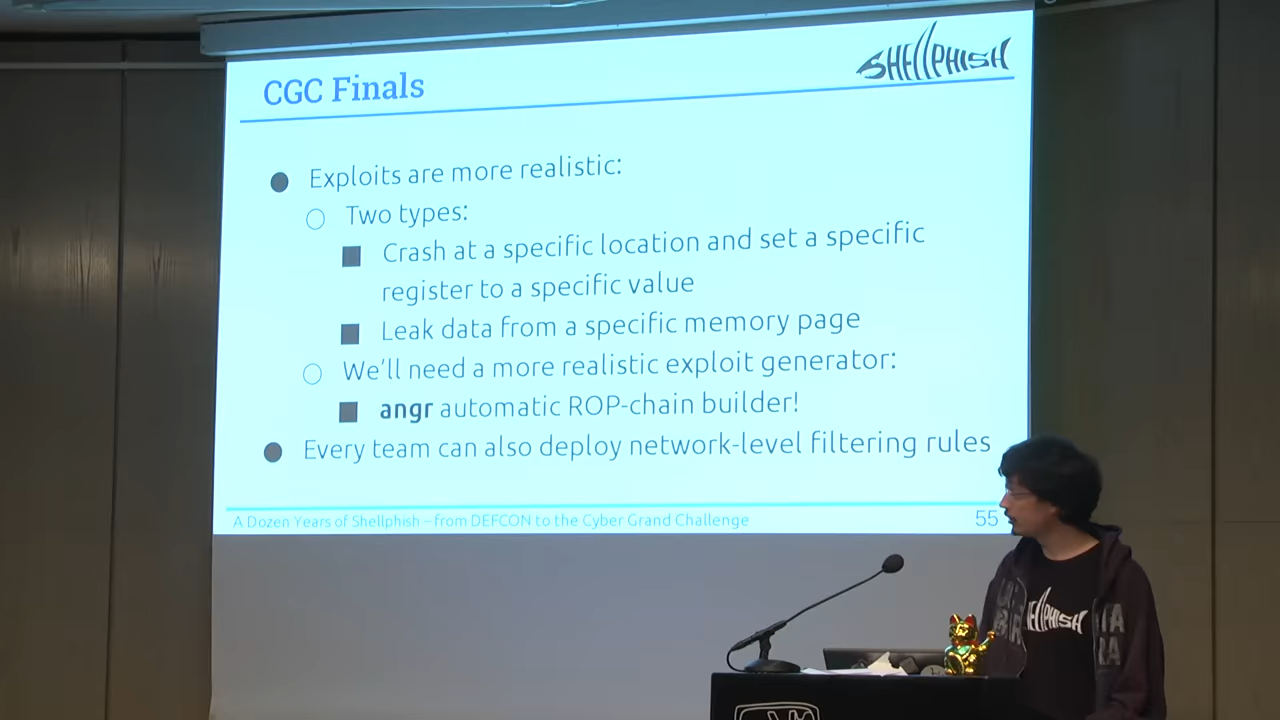 SHELLPHISH
CGC Finals
Exploits are more realistic:
Two types:
Crash at a specific location and set a specific
register to a specific value
Leak data from a specific memory page
We'll need a more realistic exploit generator:
angr automatic ROP-chain builder!
Every team can also deploy network-level filtering rules
A Dozen Years of Shellphish – from DEFCON to the Cyber Grand Challenge
55
ELLPHISH